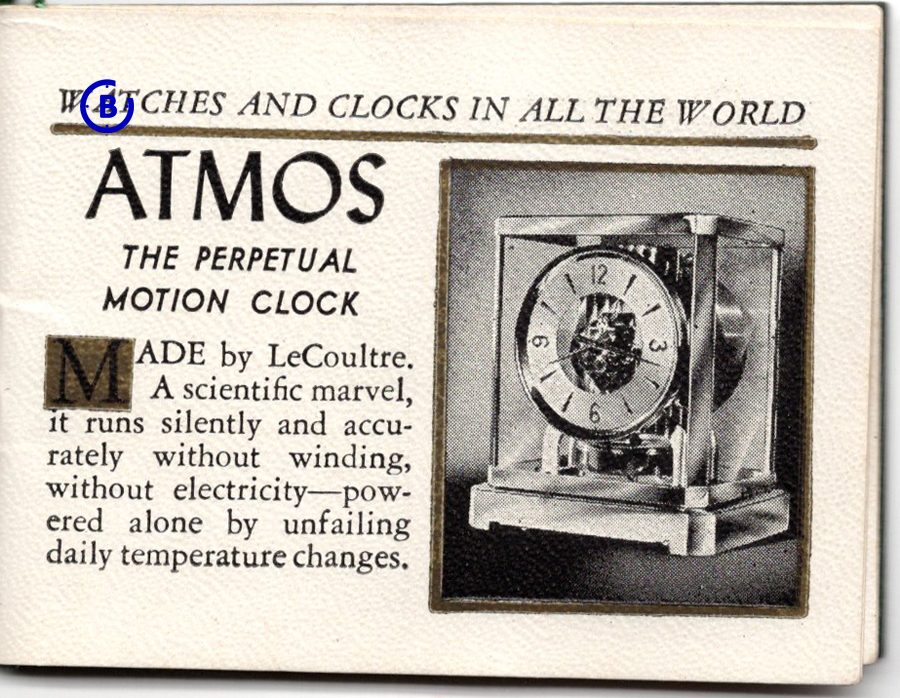 WATCHES AND CLOCKS IN ALL THE WORLD
ATMOS
THE PERPETUAL
MOTION CLOCK
MADE by LeCoultre.
A scientific marvel,
it runs silently and accu-
rately without winding,
without electricity—pow-
ered alone by unfailing
daily temperature changes.
B
12
9
3
6